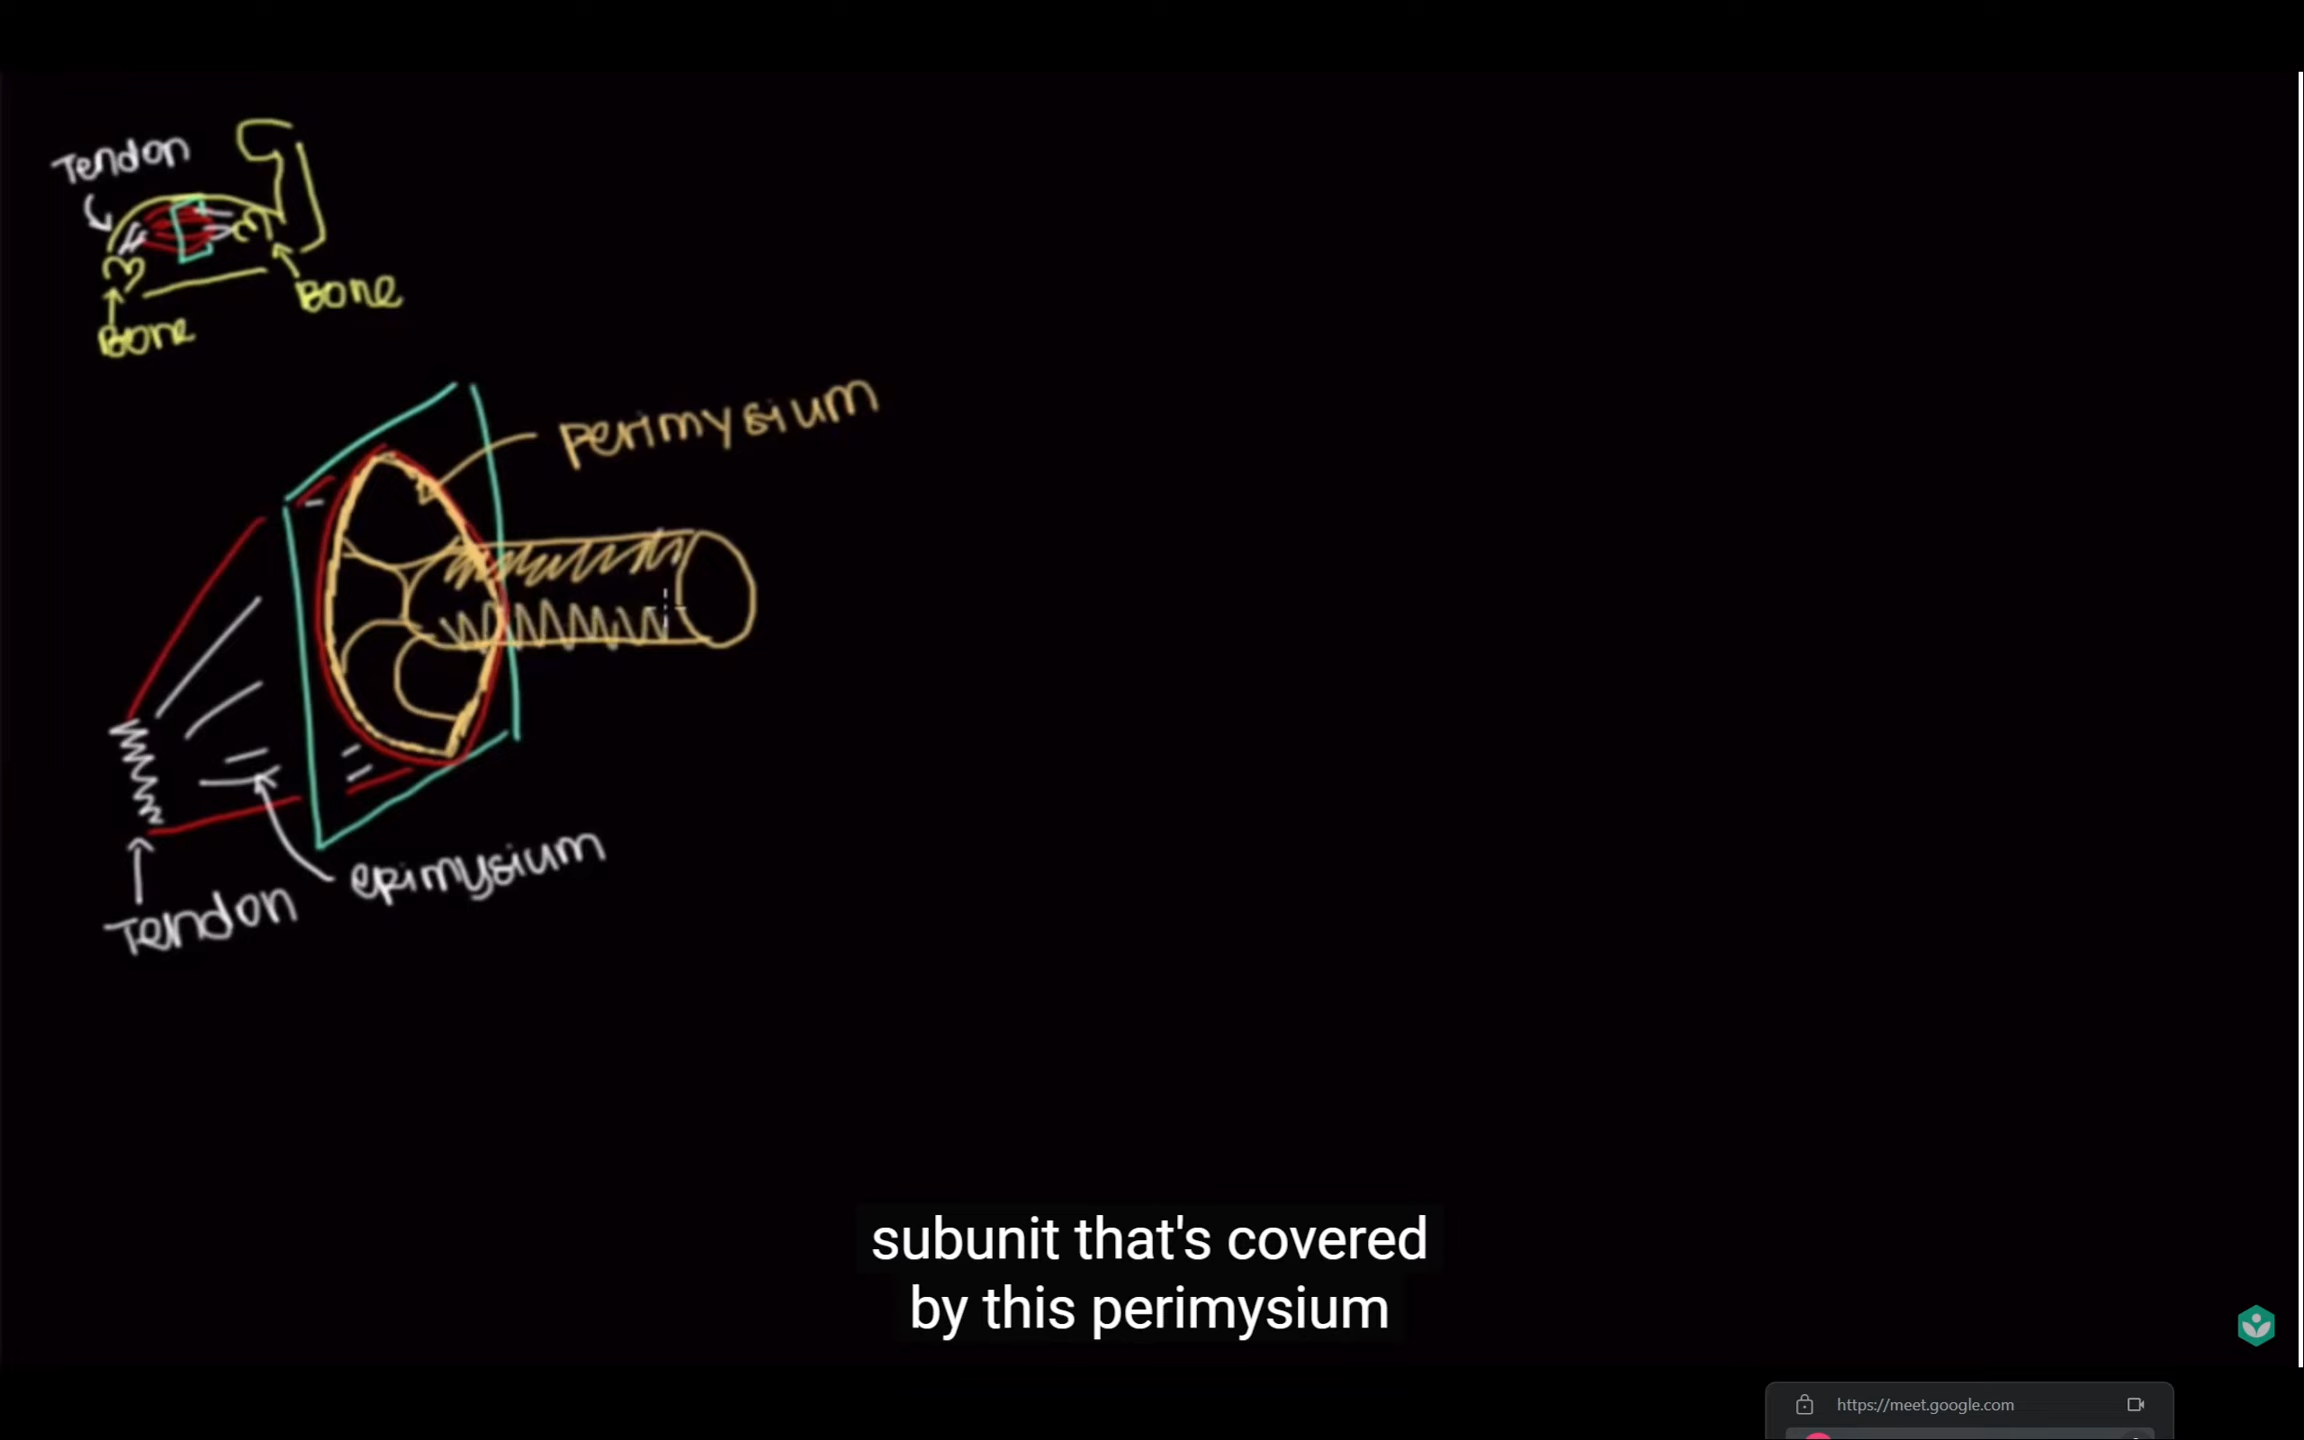 Tendon
Bone
Bone
Perimysium
epimysium
Tendon
subunit that's covered
by this perimysium
https://meet.google.com